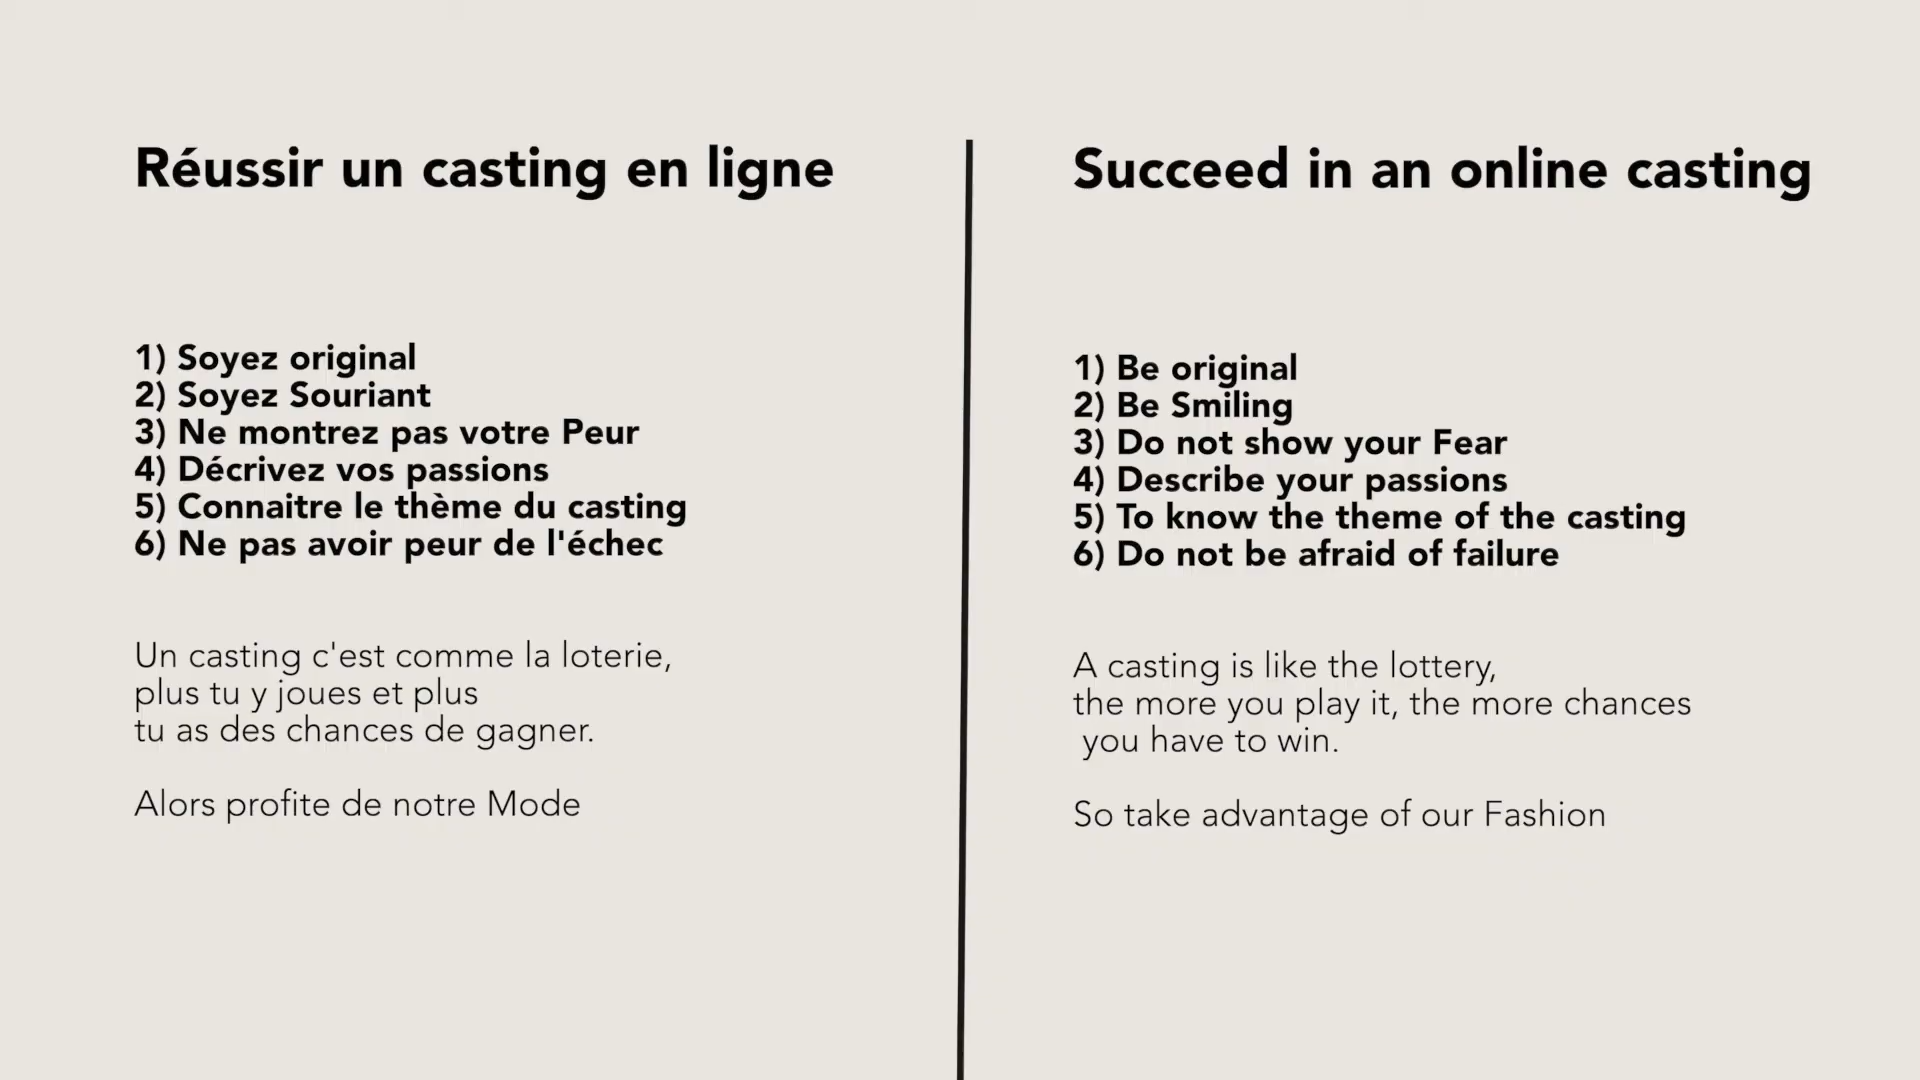 Réussir un casting en ligne
1) Soyez original
2) Soyez Souriant
3) Ne montrez pas votre Peur
4) Décrivez vos passions
5) Connaitre le thème du casting
6) Ne pas avoir peur de l'échec
Un casting c'est comme la loterie,
plus tu y joues et plus
tu as des chances de gagner.
Alors profite de notre Mode
Succeed in an online casting
1) Be original
2) Be Smiling
3) Do not show your Fear
4) Describe your passions
5) To know the theme of the casting
6) Do not be afraid of failure
A casting is like the lottery,
the more you play it, the more chances
you have to win.
So take advantage of our Fashion